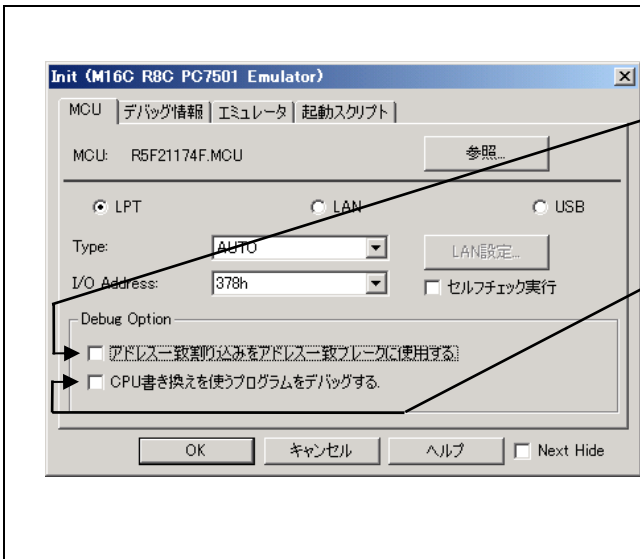 Init (M16C R8C PC7501 Emulator)
MCU デバッグ情報 エミュレータ 起動スクリプト
MCU: R5F21174F.MCU 参照...
LPT LAN USB
Type: AUTO LAN設定...
I/O Address: 378h セルフチェック実行
Debug Option
アドレス一致割り込みをアドレス一致ブレークに使用する.
CPU書き換えを使うプログラムをデバッグする.
OK キャンセル ヘルプ Next Hide